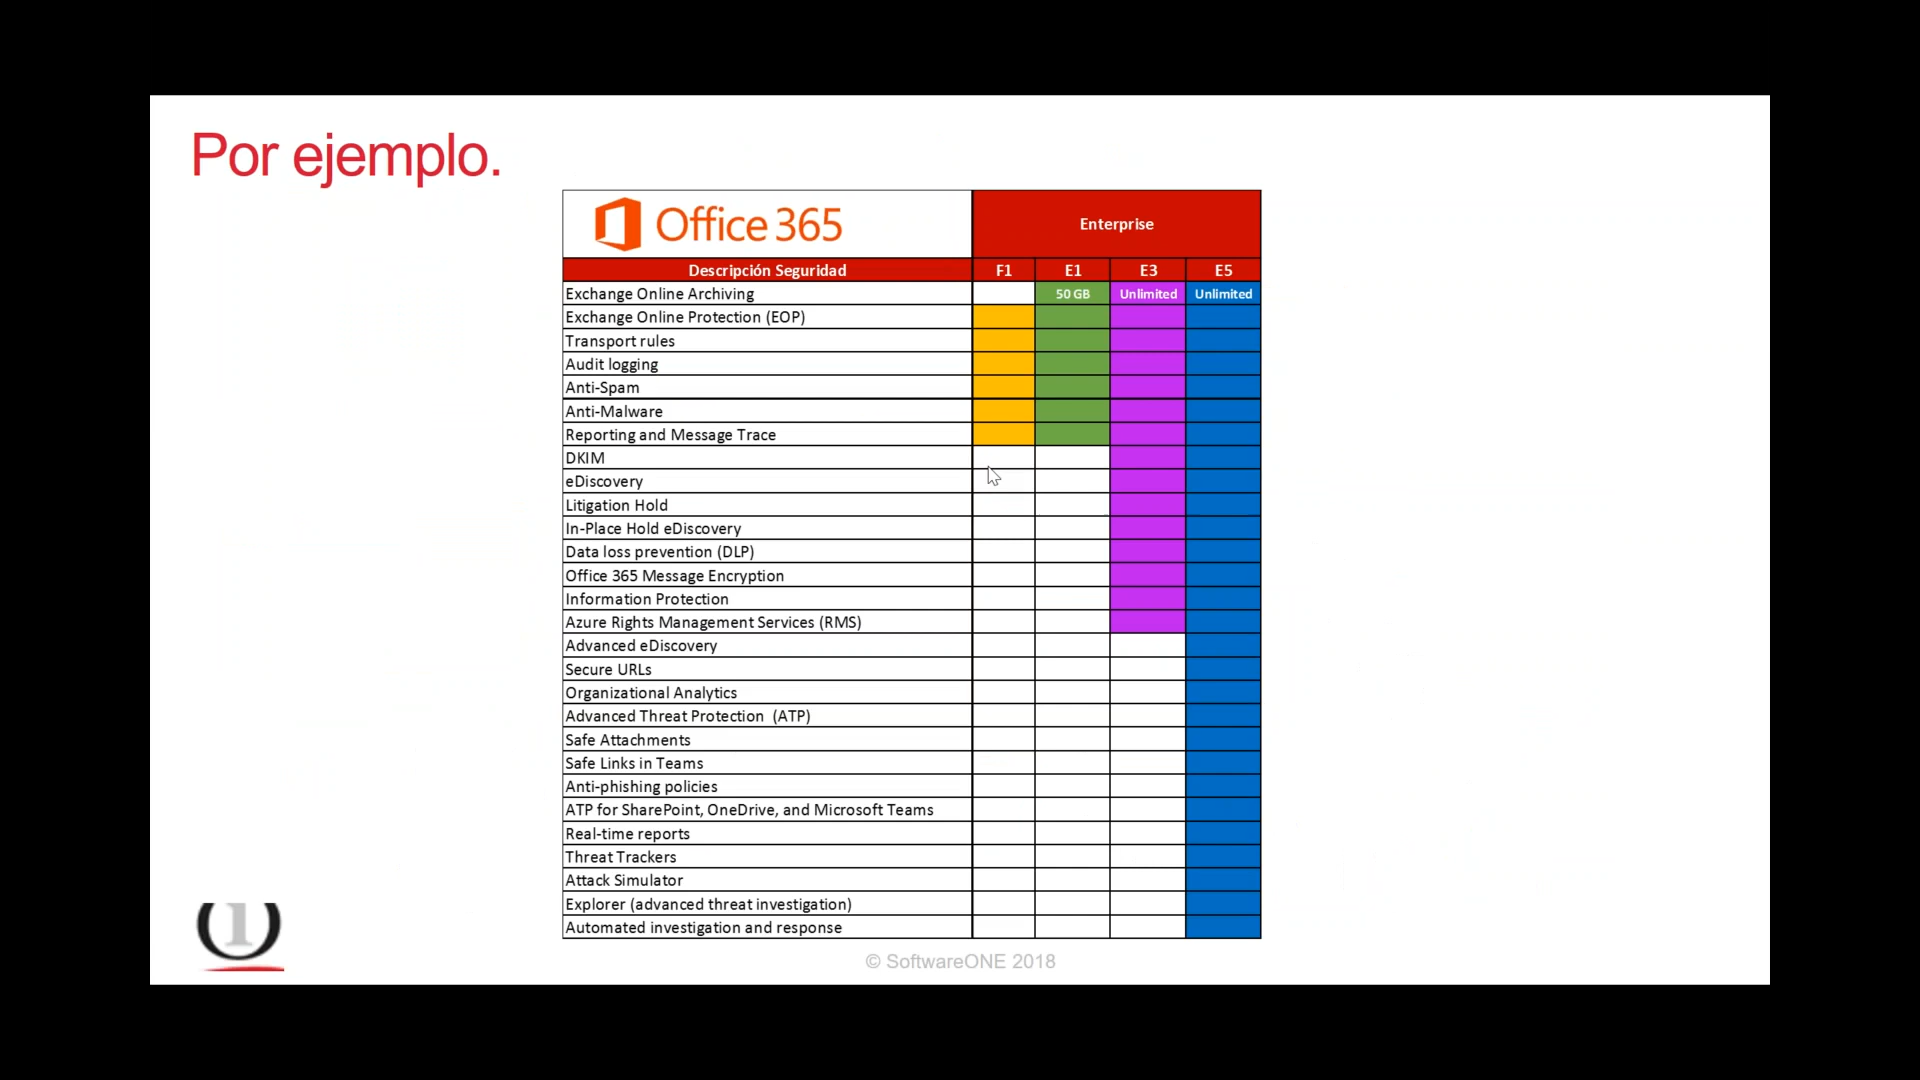 Por ejemplo.
Office 365
Enterprise
Descripción Seguridad F1 E1 E3 E5
Exchange Online Archiving 50 GB Unlimited Unlimited
Exchange Online Protection (EOP)
Transport rules
Audit logging
Anti-Spam
Anti-Malware
Reporting and Message Trace
DKIM
eDiscovery
Litigation Hold
In-Place Hold eDiscovery
Data loss prevention (DLP)
Office 365 Message Encryption
Information Protection
Azure Rights Management Services (RMS)
Advanced eDiscovery
Secure URLs
Organizational Analytics
Advanced Threat Protection (ATP)
Safe Attachments
Safe Links in Teams
Anti-phishing policies
ATP for SharePoint, OneDrive, and Microsoft Teams
Real-time reports
Threat Trackers
Attack Simulator
Explorer (advanced threat investigation)
Automated investigation and response
1
© SoftwareONE 2018